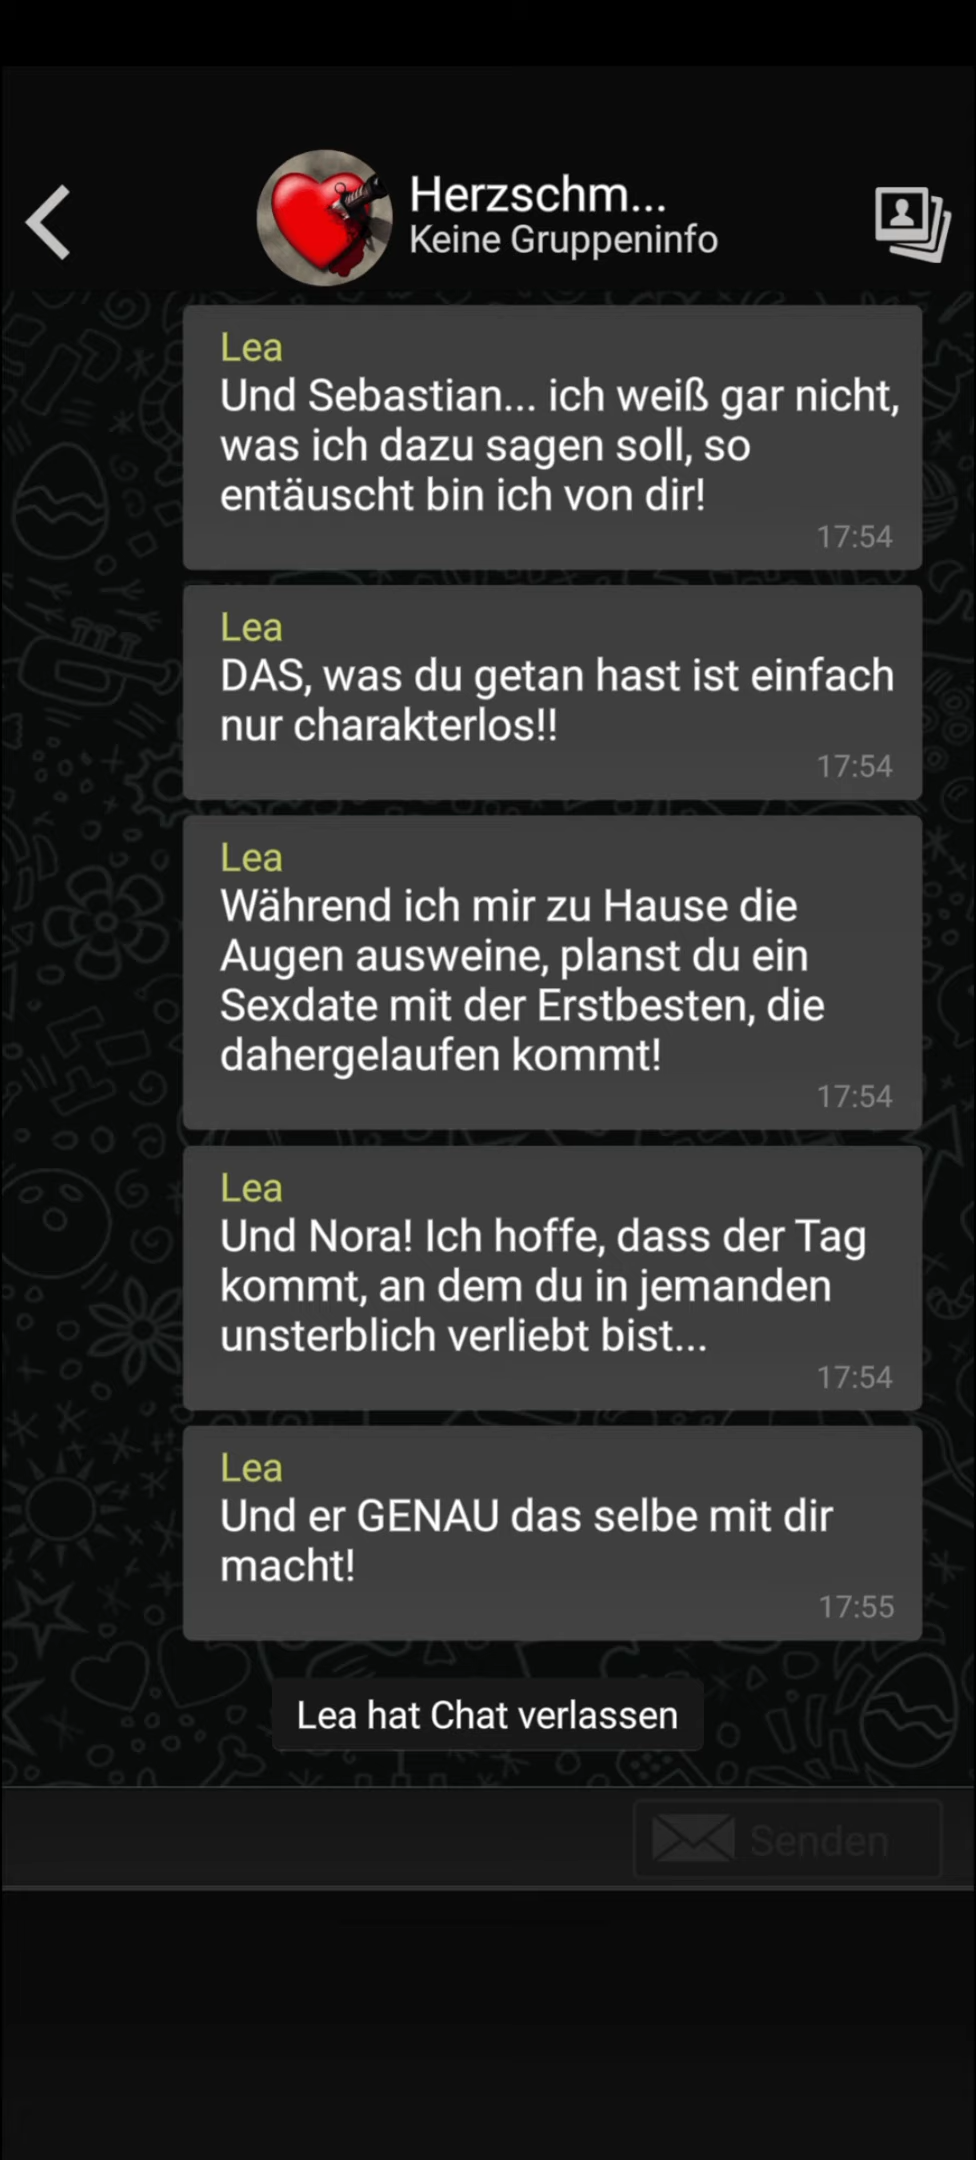 Herzschm...
Keine Gruppeninfo
Lea
Und Sebastian... ich weiß gar nicht,
was ich dazu sagen soll, so
entäuscht bin ich von dir!
17:54
Lea
DAS, was du getan hast ist einfach
nur charakterlos!!
17:54
Lea
Während ich mir zu Hause die
Augen ausweine, planst du ein
Sexdate mit der Erstbesten, die
dahergelaufen kommt!
17:54
Lea
Und Nora! Ich hoffe, dass der Tag
kommt, an dem du in jemanden
unsterblich verliebt bist...
17:54
Lea
Und er GENAU das selbe mit dir
macht!
17:55
Lea hat Chat verlassen
Senden